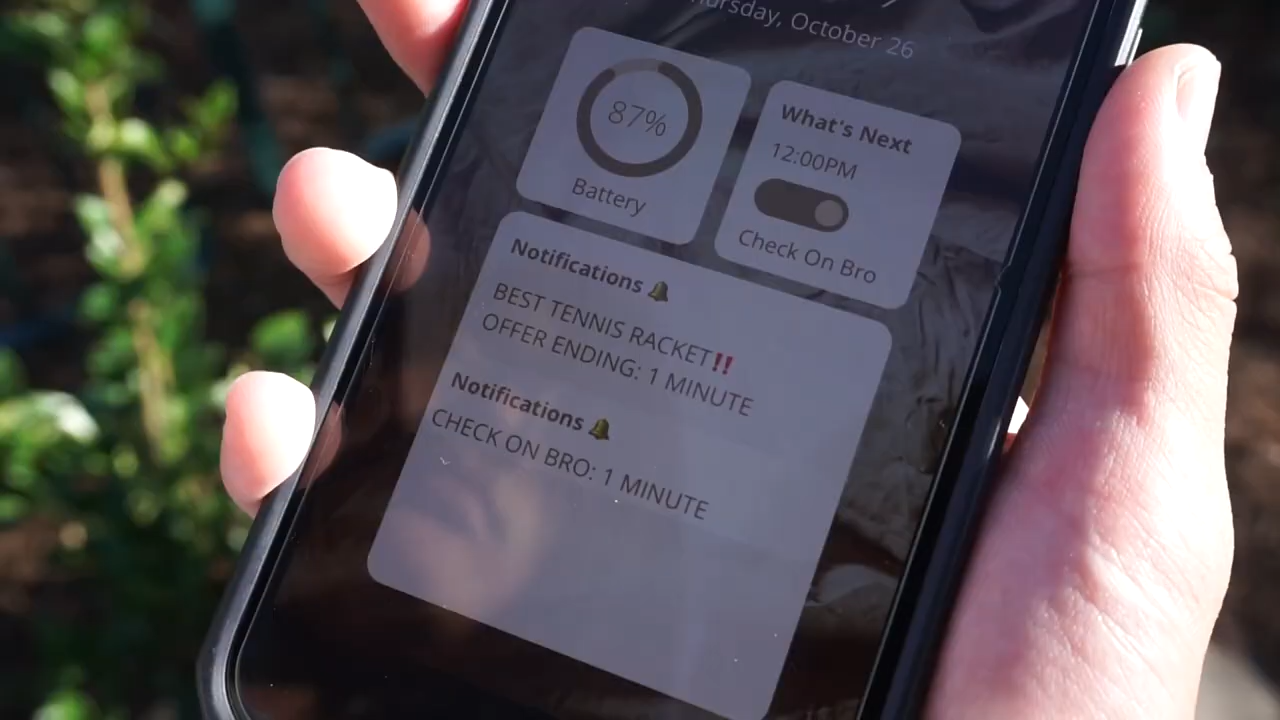 October 26
87%
Battery
What's Next
12:00PM
Check On Bro
Notifications
BEST TENNIS RACKET‼️
OFFER ENDING: 1 MINUTE
Notifications
CHECK ON BRO: 1 MINUTE